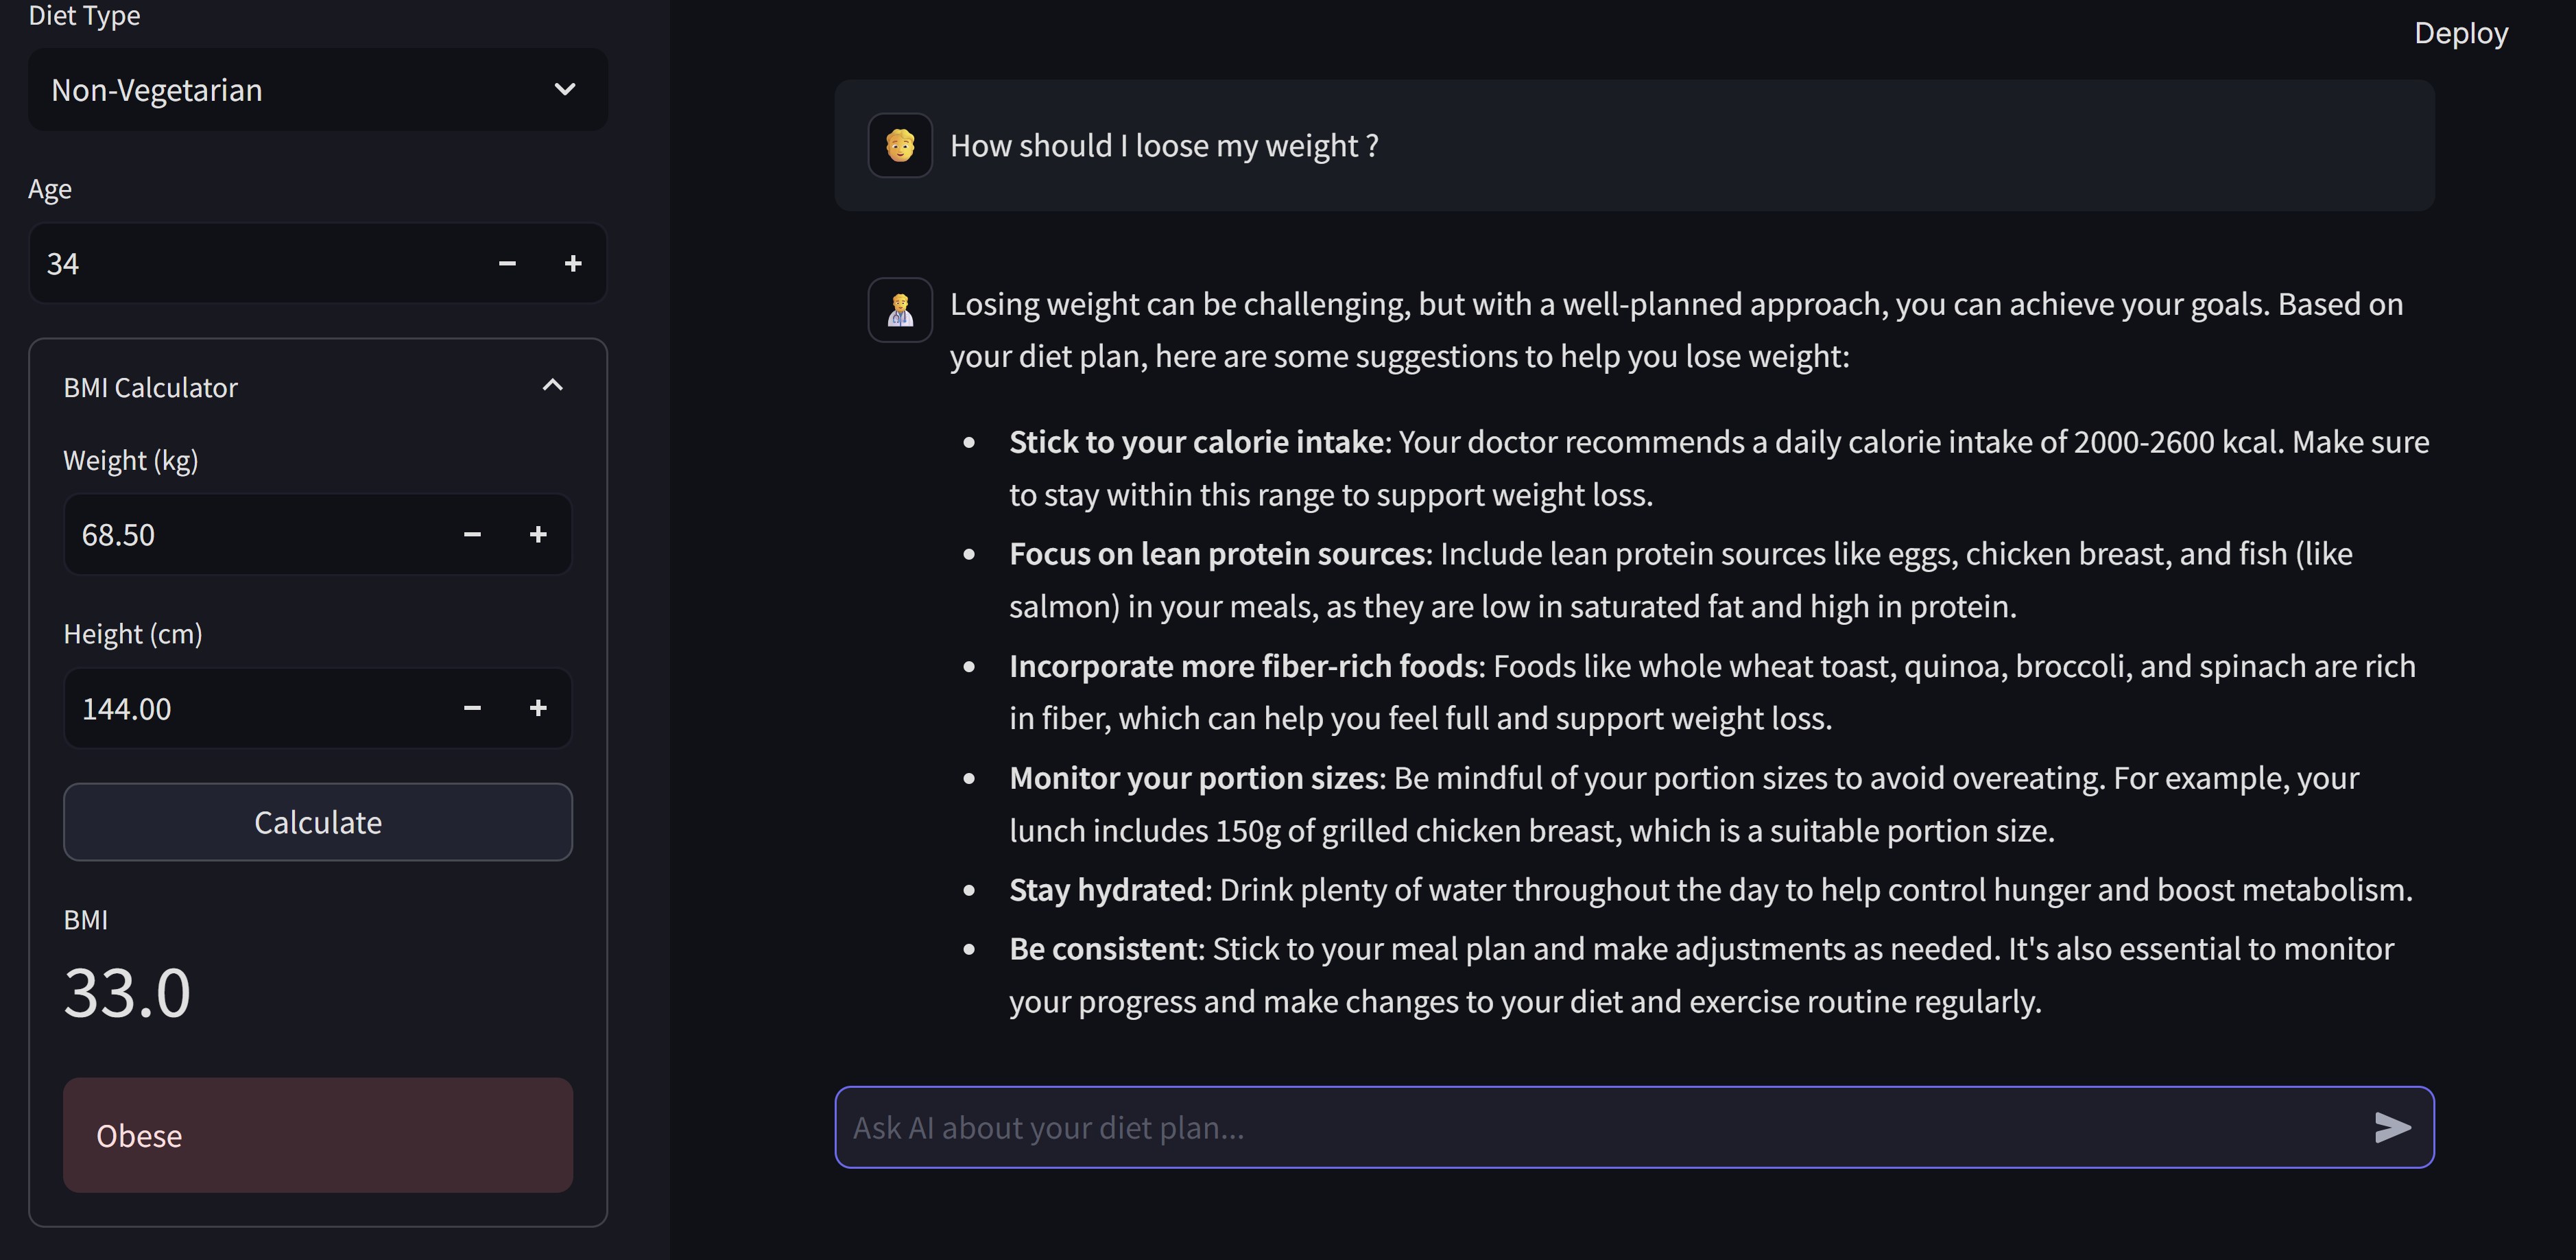 Diet Type
Non-Vegetarian
Age
34
BMI Calculator
Weight (kg)
68.50
Height (cm)
144.00
Calculate
BMI
33.0
Obese
Deploy
How should I loose my weight ?
Losing weight can be challenging, but with a well-planned approach, you can achieve your goals. Based on
your diet plan, here are some suggestions to help you lose weight:
• Stick to your calorie intake: Your doctor recommends a daily calorie intake of 2000-2600 kcal. Make sure
to stay within this range to support weight loss.
• Focus on lean protein sources: Include lean protein sources like eggs, chicken breast, and fish (like
salmon) in your meals, as they are low in saturated fat and high in protein.
• Incorporate more fiber-rich foods: Foods like whole wheat toast, quinoa, broccoli, and spinach are rich
in fiber, which can help you feel full and support weight loss.
• Monitor your portion sizes: Be mindful of your portion sizes to avoid overeating. For example, your
lunch includes 150g of grilled chicken breast, which is a suitable portion size.
• Stay hydrated: Drink plenty of water throughout the day to help control hunger and boost metabolism.
• Be consistent: Stick to your meal plan and make adjustments as needed. It's also essential to monitor
your progress and make changes to your diet and exercise routine regularly.
Ask AI about your diet plan...